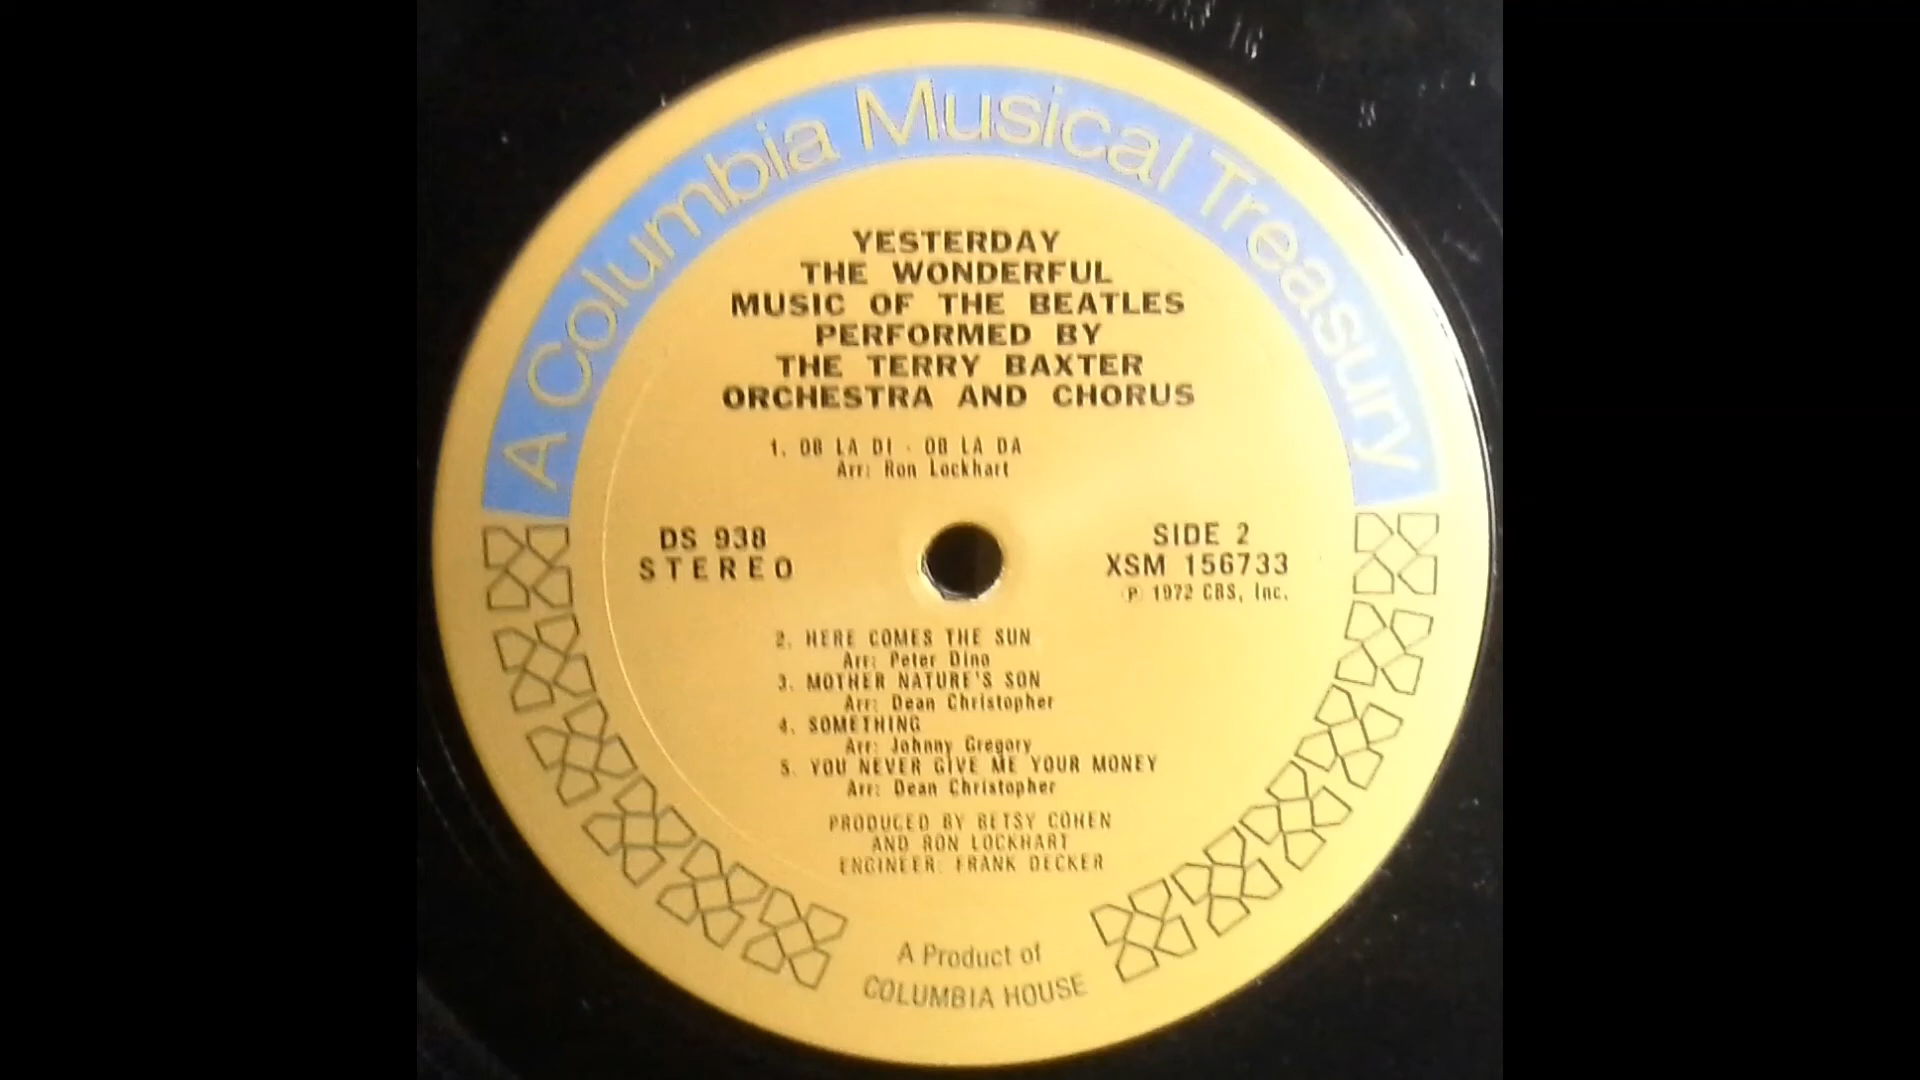 A Columbia Musical Treasury
YESTERDAY
THE WONDERFUL
MUSIC OF THE BEATLES
PERFORMED BY
THE TERRY BAXTER
ORCHESTRA AND CHORUS
1. OB LA DI - OB LA DA
Arr: Ron Lockhart
DS 938
STEREO
SIDE 2
XSM 156733
℗ 1972 CBS, Inc.
2. HERE COMES THE SUN
Arr: Peter Dino
3. MOTHER NATURE'S SON
Arr: Dean Christopher
4. SOMETHING
Arr: Johnny Gregory
5. YOU NEVER GIVE ME YOUR MONEY
Arr: Dean Christopher
PRODUCED BY BETSY COHEN
AND RON LOCKHART
ENGINEER: FRANK DECKER
A Product of
COLUMBIA HOUSE